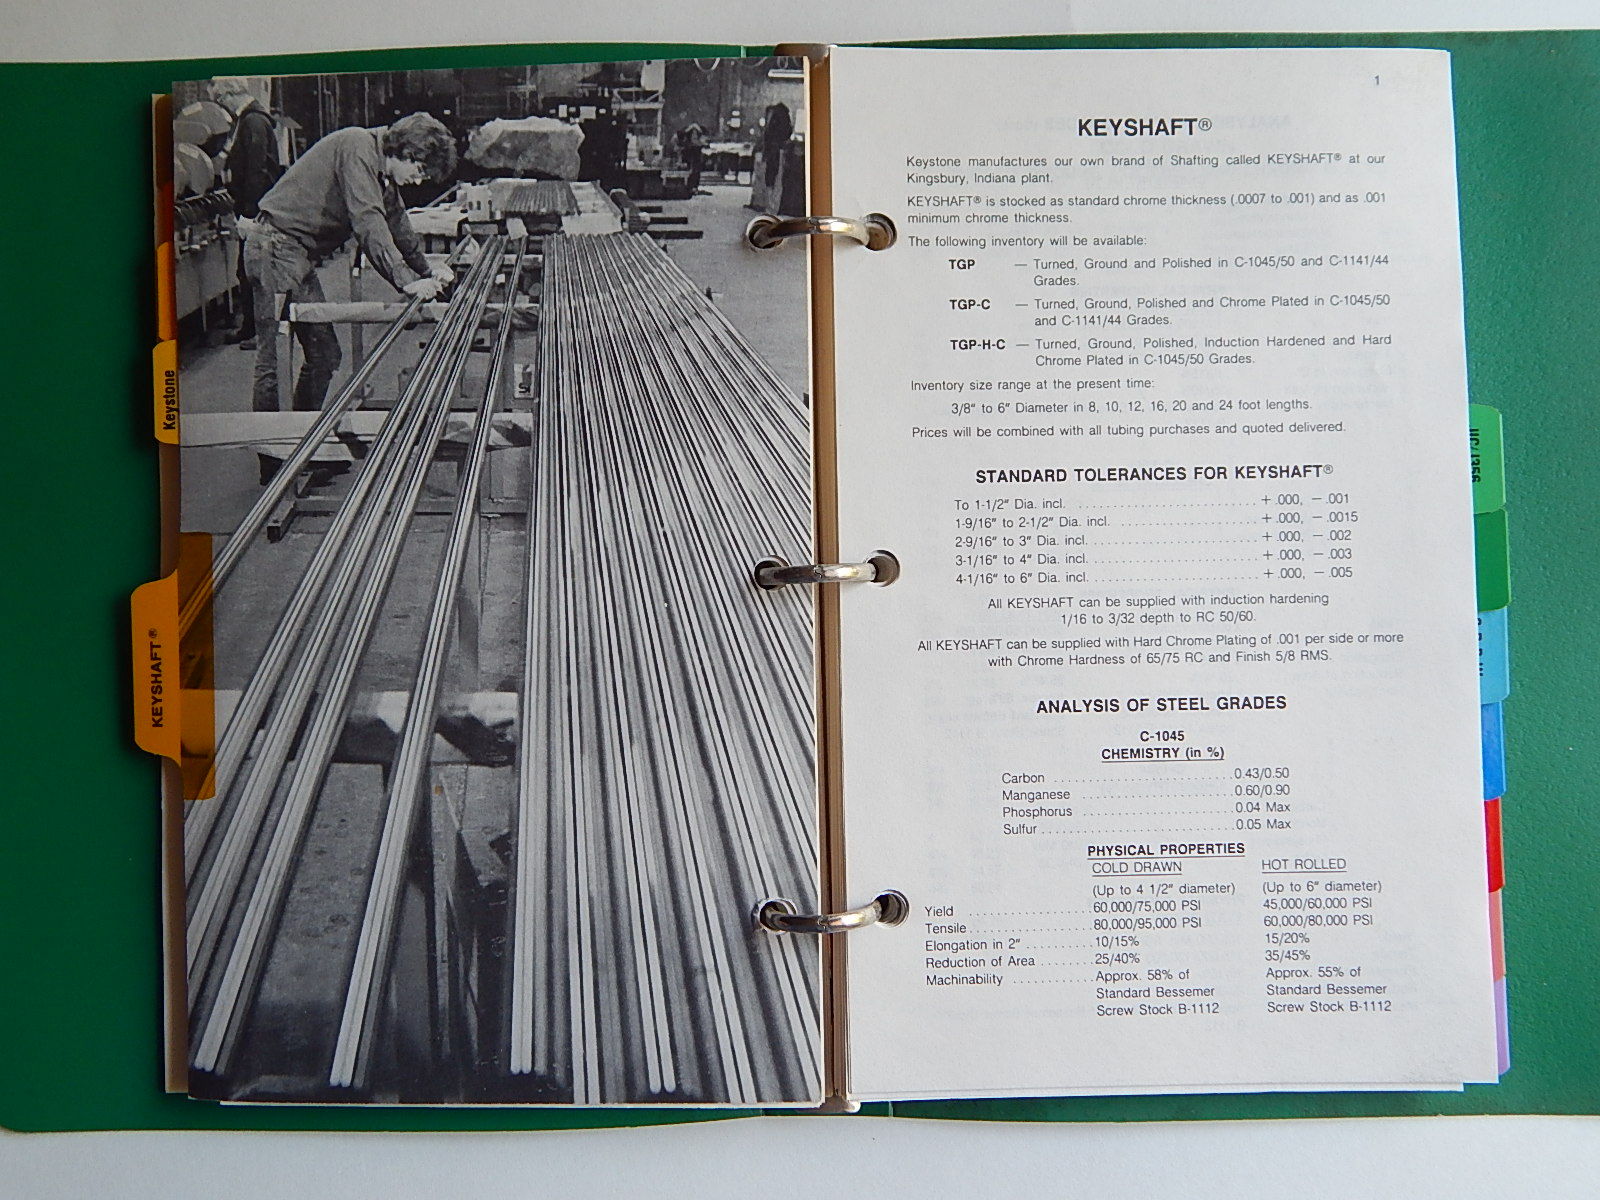 Keystone
KEYSHAFT®
1
KEYSHAFT®
Keystone manufactures our own brand of Shafting called KEYSHAFT® at our
Kingsbury, Indiana plant.
KEYSHAFT® is stocked as standard chrome thickness (.0007 to .001) and as .001
minimum chrome thickness.
The following inventory will be available:
TGP — Turned, Ground and Polished in C-1045/50 and C-1141/44
Grades.
TGP-C — Turned, Ground, Polished and Chrome Plated in C-1045/50
and C-1141/44 Grades.
TGP-H-C — Turned, Ground, Polished, Induction Hardened and Hard
Chrome Plated in C-1045/50 Grades.
Inventory size range at the present time:
3/8" to 6" Diameter in 8, 10, 12, 16, 20 and 24 foot lengths.
Prices will be combined with all tubing purchases and quoted delivered.
STANDARD TOLERANCES FOR KEYSHAFT®
To 1-1/2" Dia. incl. ........................ + .000, − .001
1-9/16" to 2-1/2" Dia. incl. .................. + .000, − .0015
2-9/16" to 3" Dia. incl. ...................... + .000, − .002
3-1/16" to 4" Dia. incl. ...................... + .000, − .003
4-1/16" to 6" Dia. incl. ...................... + .000, − .005
All KEYSHAFT can be supplied with induction hardening
1/16 to 3/32 depth to RC 50/60.
All KEYSHAFT can be supplied with Hard Chrome Plating of .001 per side or more
with Chrome Hardness of 65/75 RC and Finish 5/8 RMS.
ANALYSIS OF STEEL GRADES
C-1045
CHEMISTRY (in %)
Carbon .........................0.43/0.50
Manganese .....................0.60/0.90
Phosphorus .....................0.04 Max
Sulfur ...........................0.05 Max
PHYSICAL PROPERTIES
COLD DRAWN HOT ROLLED
(Up to 4 1/2" diameter) (Up to 6" diameter)
Yield .................60,000/75,000 PSI 45,000/60,000 PSI
Tensile .................80,000/95,000 PSI 60,000/80,000 PSI
Elongation in 2" ..........10/15% 15/20%
Reduction of Area ........25/40% 35/45%
Machinability ............Approx. 58% of Approx. 55% of
Standard Bessemer Standard Bessemer
Screw Stock B-1112 Screw Stock B-1112